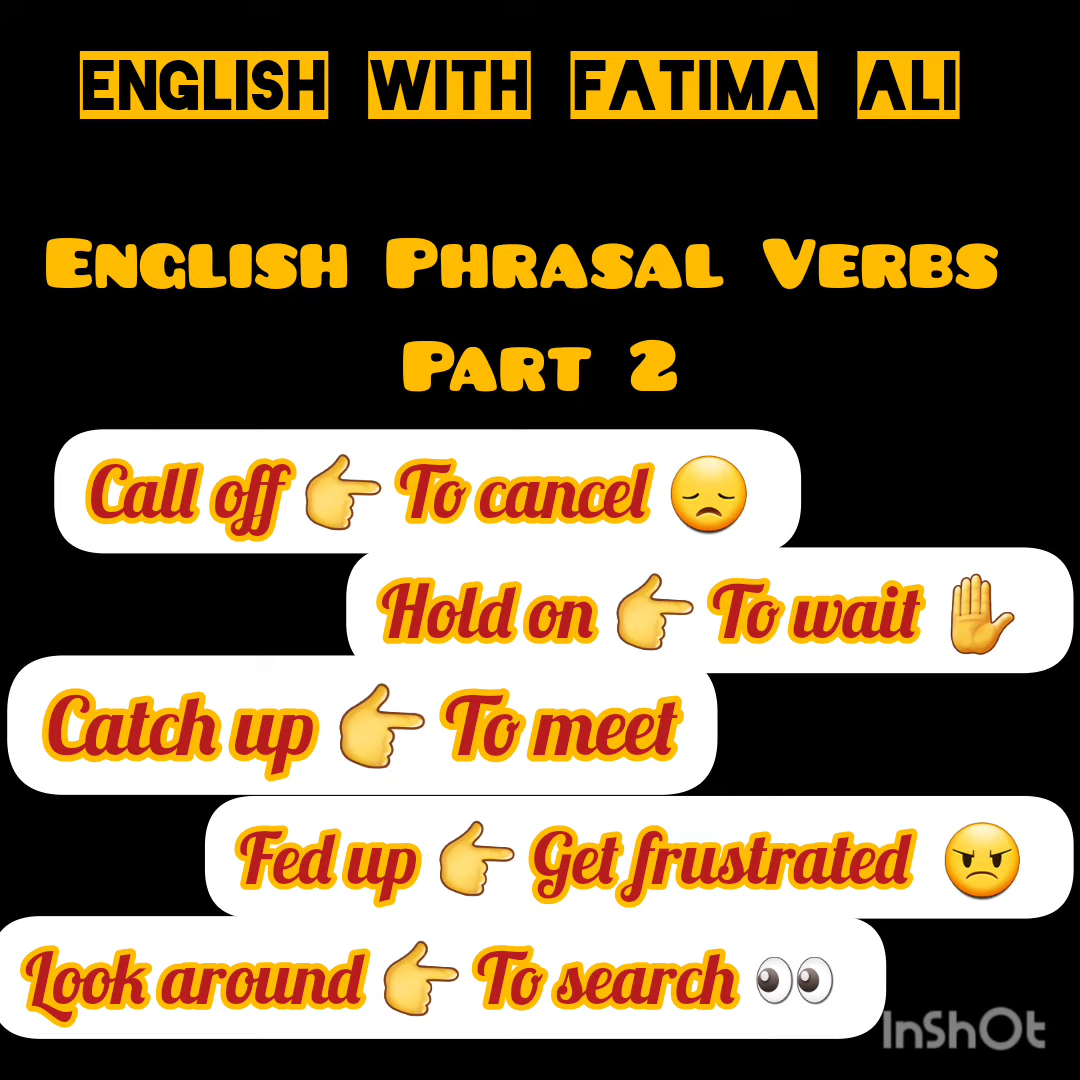 ENGLISH WITH FATIMA ALI
English Phrasal Verbs
Part 2
Call off 👉 To cancel 😞
Hold on 👉 To wait ✋
Catch up 👉 To meet
Fed up 👉 Get frustrated 😠
Look around 👉 To search 👀
InShOt